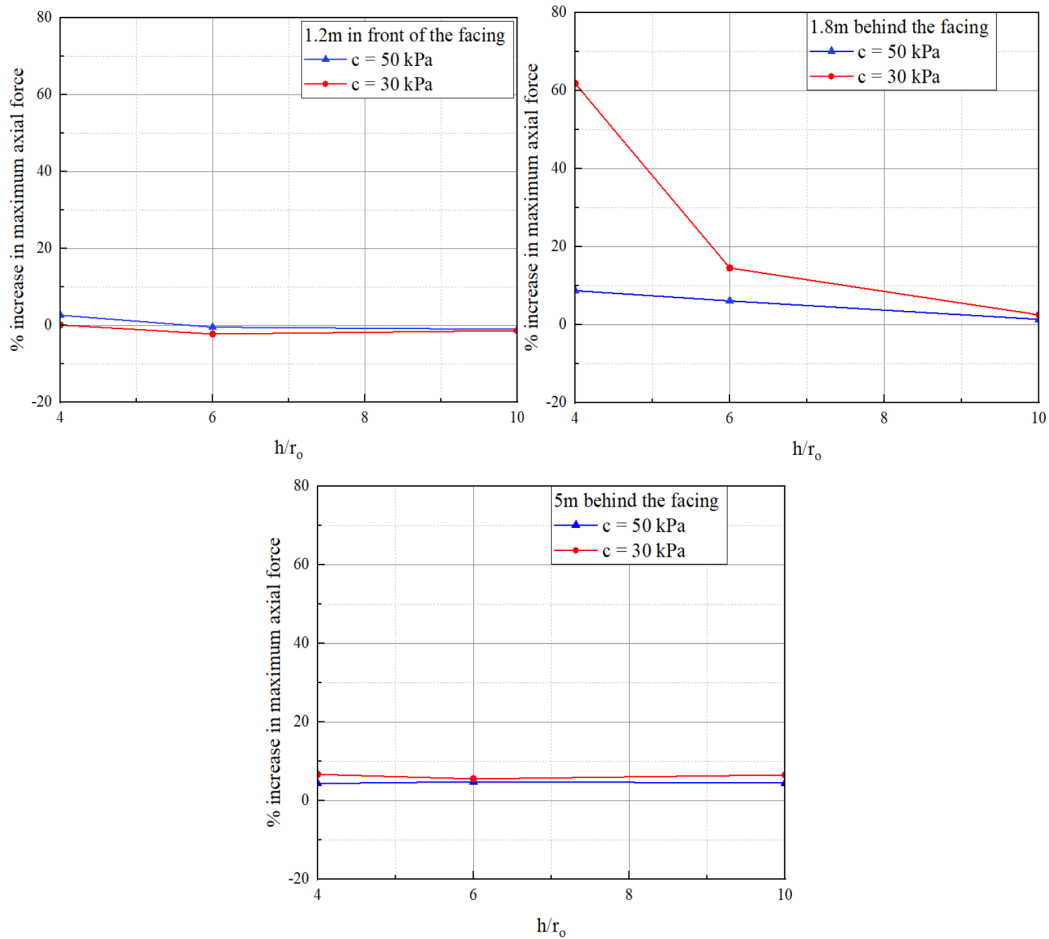 1.2m in front of the facing
c = 50 kPa
c = 30 kPa
% increase in maximum axial force
80
60
40
20
0
-20
4
6
8
10
h/rₒ
1.8m behind the facing
c = 50 kPa
c = 30 kPa
% increase in maximum axial force
80
60
40
20
0
-20
4
6
8
10
h/rₒ
5m behind the facing
c = 50 kPa
c = 30 kPa
% increase in maximum axial force
80
60
40
20
0
-20
4
6
8
10
h/rₒ